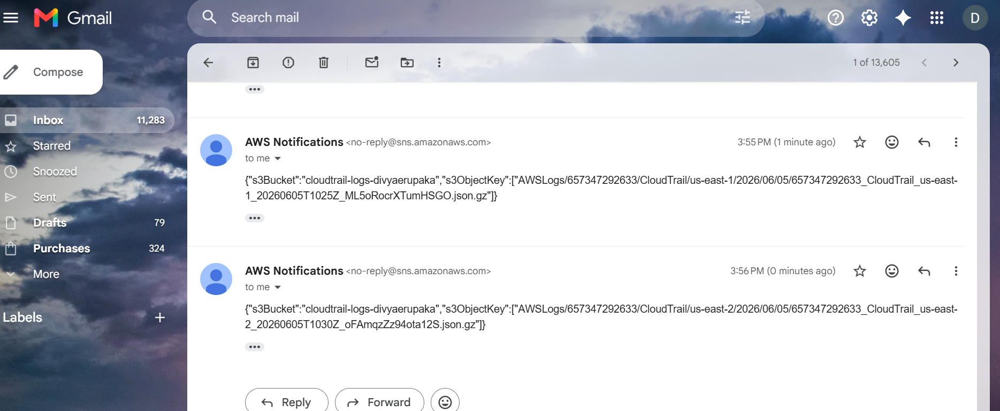 Gmail
Search mail
D
Compose
1 of 13,605
Inbox 11,283
Starred
Snoozed
Sent
Drafts 79
Purchases 324
More
Labels
AWS Notifications <no-reply@sns.amazonaws.com> 3:55 PM (1 minute ago)
to me
{"s3Bucket":"cloudtrail-logs-divyaerupaka","s3ObjectKey":["AWSLogs/657347292633/CloudTrail/us-east-1/2026/06/05/657347292633_CloudTrail_us-east-
1_20260605T1025Z_ML5oRocrXTumHSGO.json.gz"]}
AWS Notifications <no-reply@sns.amazonaws.com> 3:56 PM (0 minutes ago)
to me
{"s3Bucket":"cloudtrail-logs-divyaerupaka","s3ObjectKey":["AWSLogs/657347292633/CloudTrail/us-east-2/2026/06/05/657347292633_CloudTrail_us-east-
2_20260605T1030Z_oFAmqzZz94ota12S.json.gz"]}
Reply
Forward